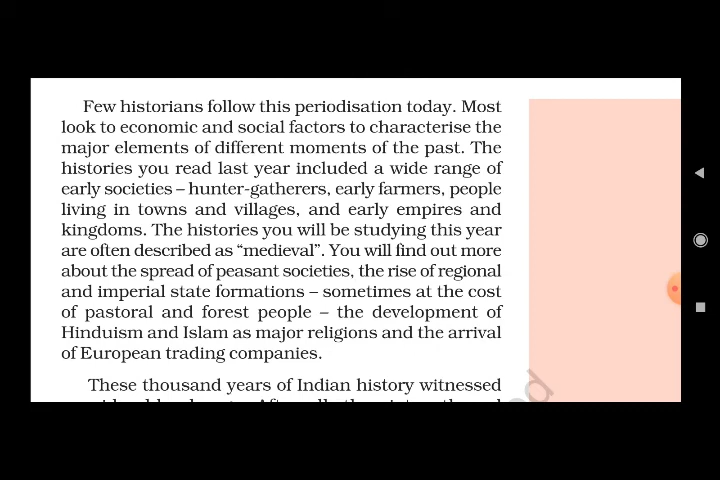 Few historians follow this periodisation today. Most
look to economic and social factors to characterise the
major elements of different moments of the past. The
histories you read last year included a wide range of
early societies – hunter-gatherers, early farmers, people
living in towns and villages, and early empires and
kingdoms. The histories you will be studying this year
are often described as “medieval”. You will find out more
about the spread of peasant societies, the rise of regional
and imperial state formations – sometimes at the cost
of pastoral and forest people – the development of
Hinduism and Islam as major religions and the arrival
of European trading companies.
These thousand years of Indian history witnessed